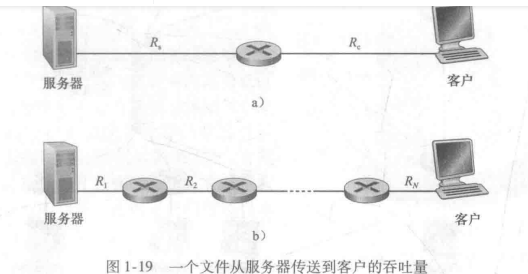 R_s R_c
服务器 客户
a)
R_1 R_2 ..... R_N
服务器 客户
b)
图 1-19 一个文件从服务器传送到客户的吞吐量